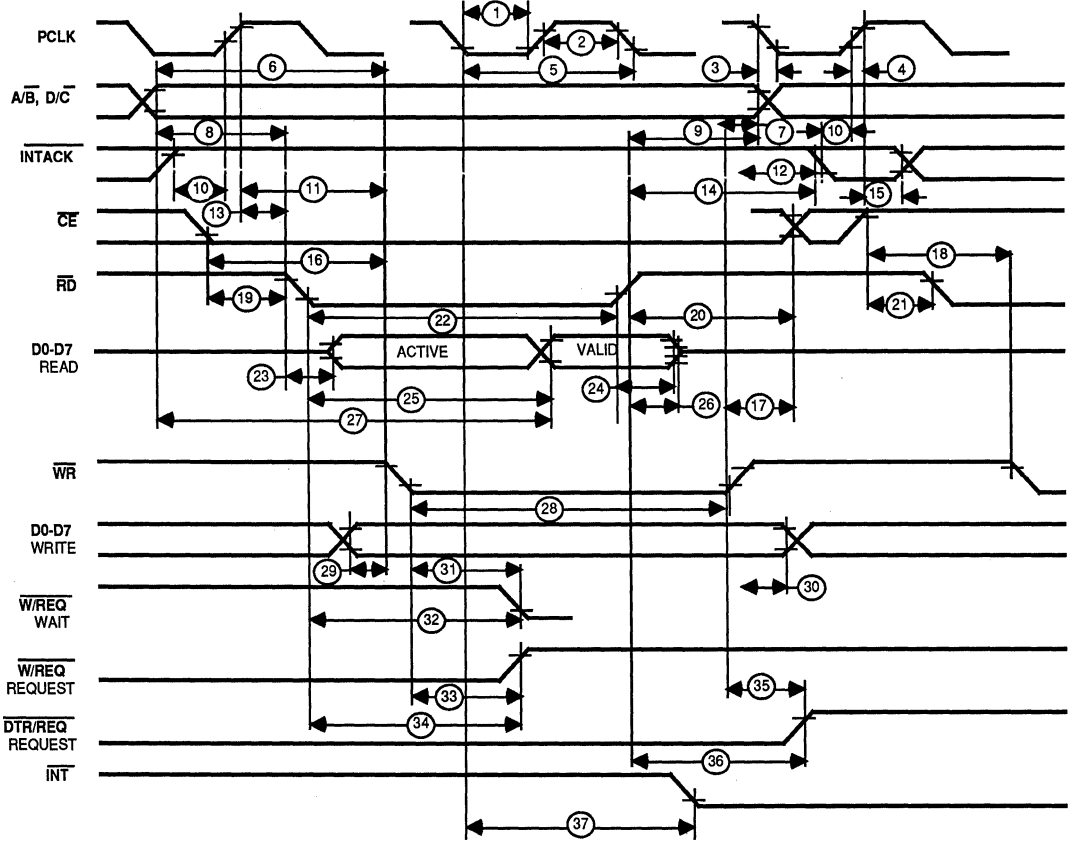 PCLK
1
2
6
5
3
4
A/B, D/C
8
9
7
10
INTACK
12
10
11
14
15
13
CE
16
18
RD
19
20
21
22
D0-D7
READ
ACTIVE
VALID
23
24
25
26
17
27
WR
28
D0-D7
WRITE
29
31
30
W/REQ
WAIT
32
W/REQ
REQUEST
33
35
34
DTR/REQ
REQUEST
36
INT
37